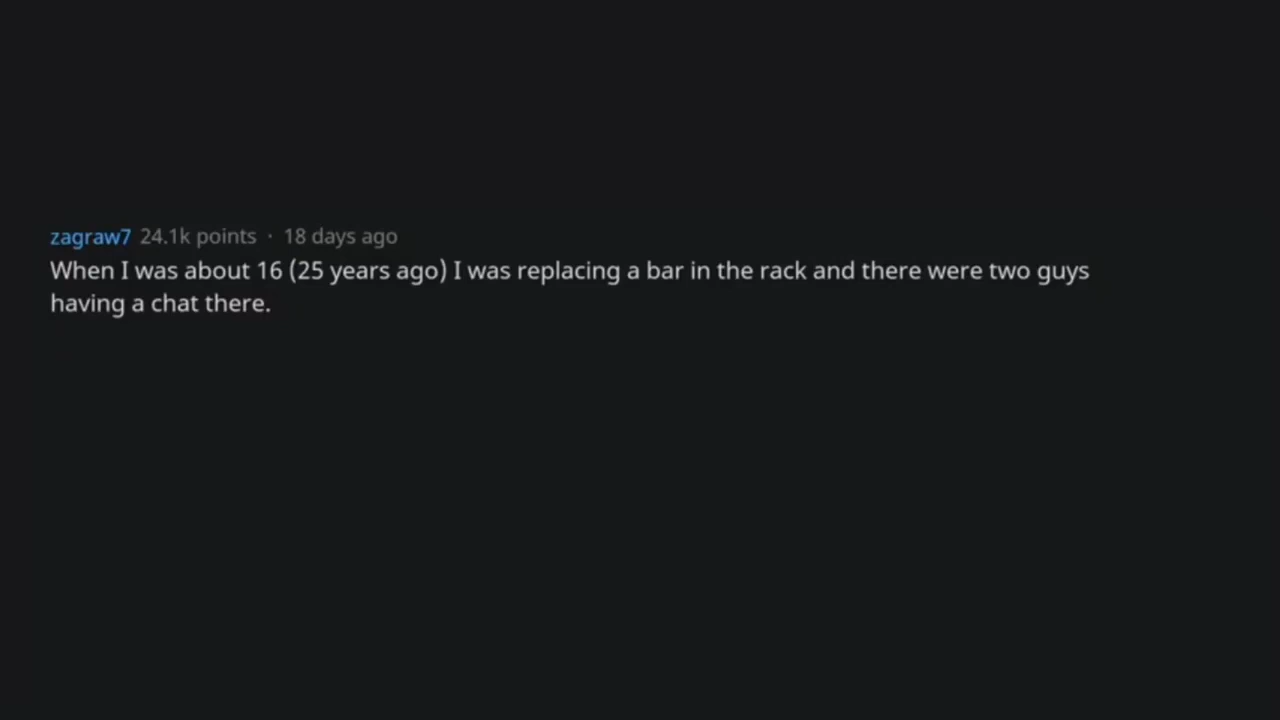 zagraw7 24.1k points · 18 days ago
When I was about 16 (25 years ago) I was replacing a bar in the rack and there were two guys
having a chat there.